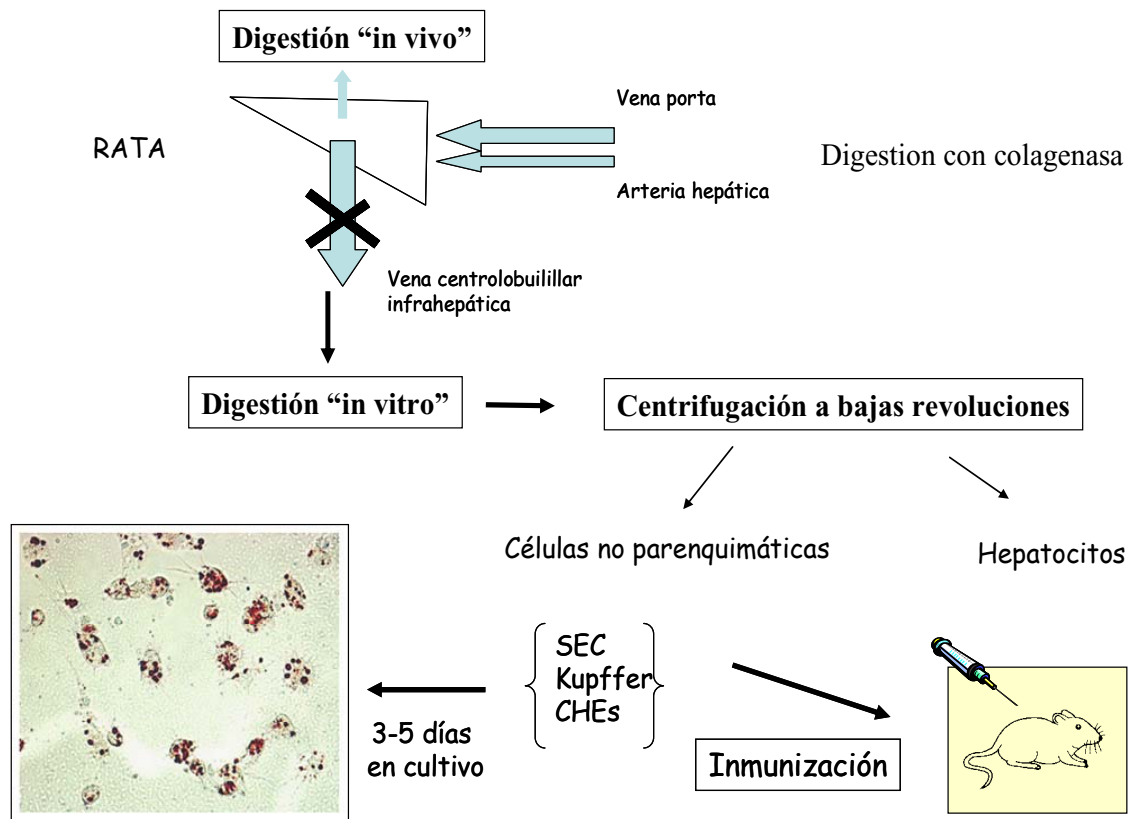 Digestión “in vivo”
Vena porta
RATA
Digestion con colagenasa
Arteria hepática
Vena centrolobuilillar
infrahepática
Digestión “in vitro”
Centrifugación a bajas revoluciones
Células no parenquimáticas
Hepatocitos
SEC
Kupffer
CHEs
3-5 días
en cultivo
Inmunización